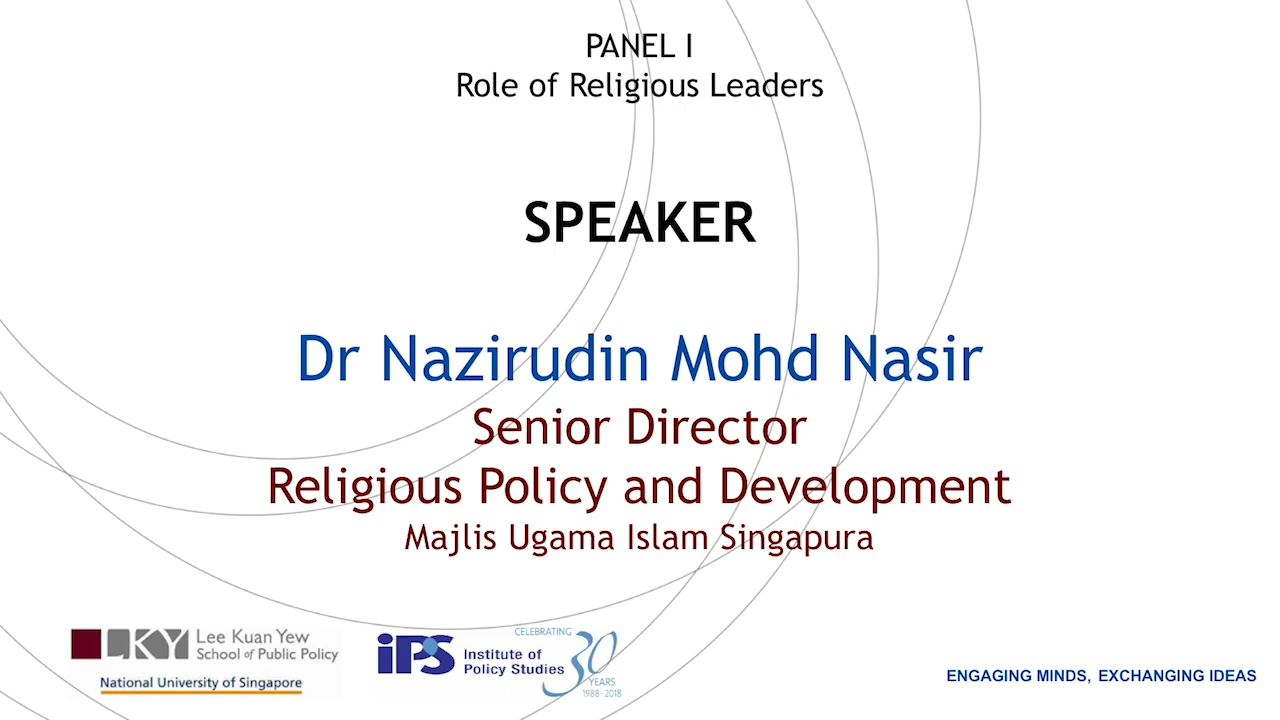 PANEL I
Role of Religious Leaders
SPEAKER
Dr Nazirudin Mohd Nasir
Senior Director
Religious Policy and Development
Majlis Ugama Islam Singapura
LKY Lee Kuan Yew
School of Public Policy
National University of Singapore
iPS Institute of
Policy Studies
CELEBRATING
30
YEARS
1988-2018
ENGAGING MINDS, EXCHANGING IDEAS